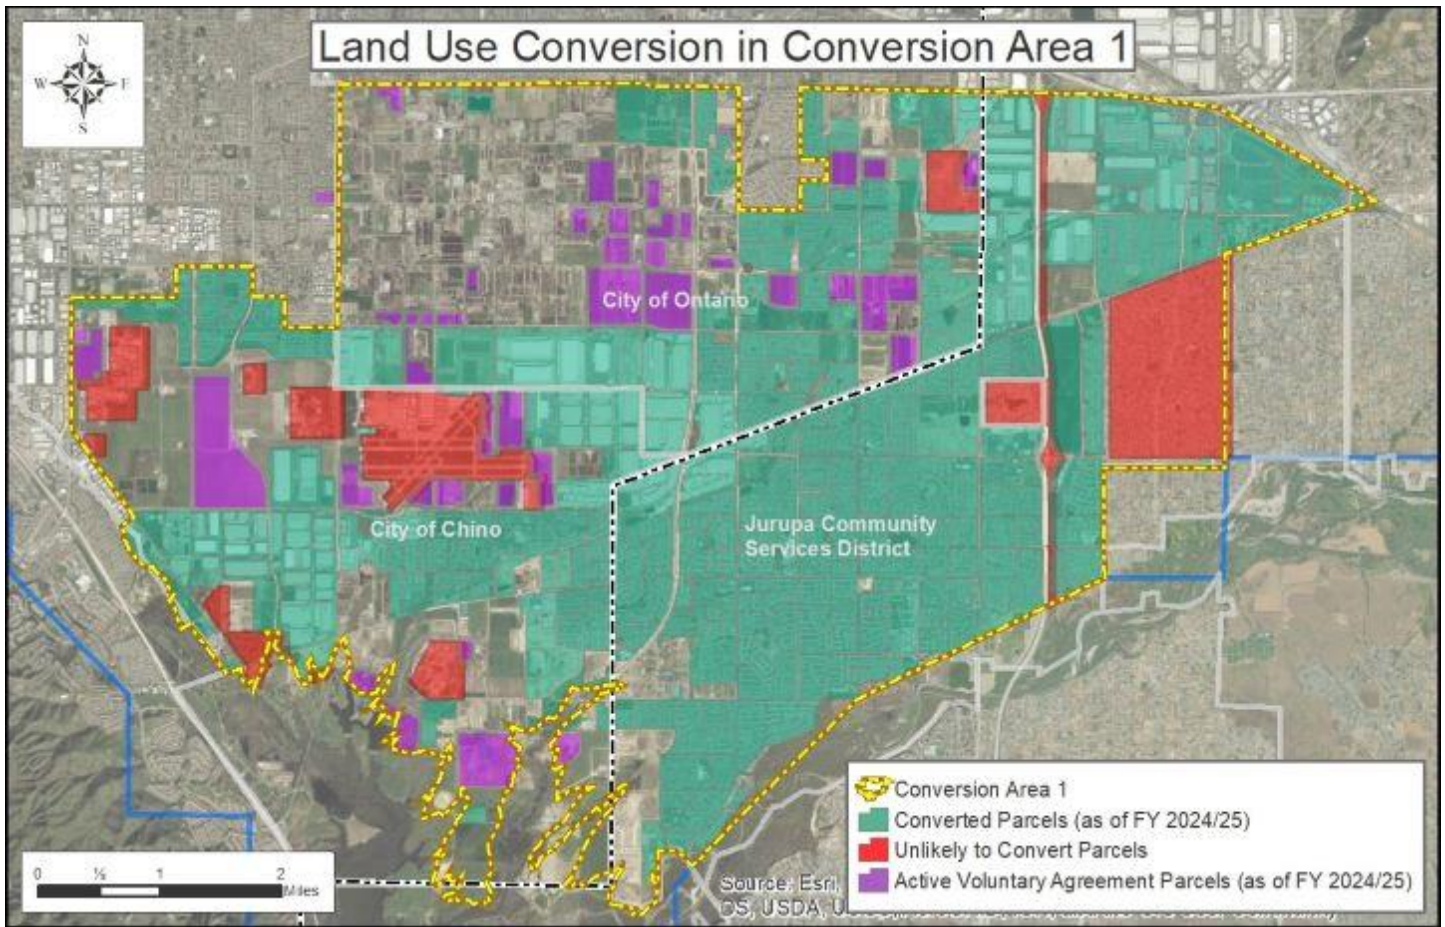 Land Use Conversion in Conversion Area 1
N
W E
S
City of Ontario
City of Chino
Jurupa Community
Services District
Conversion Area 1
Converted Parcels (as of FY 2024/25)
Unlikely to Convert Parcels
Active Voluntary Agreement Parcels (as of FY 2024/25)
0 ½ 1 2
Miles
Source: Esri,
DS, USDA,